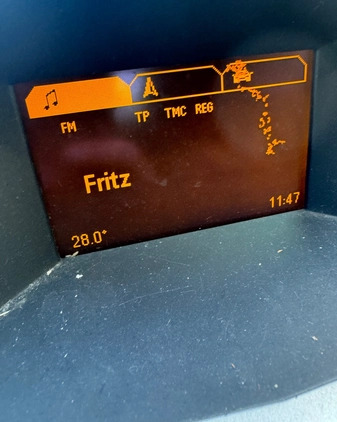 FM TP TMC REG
Fritz
28.0° 11:47